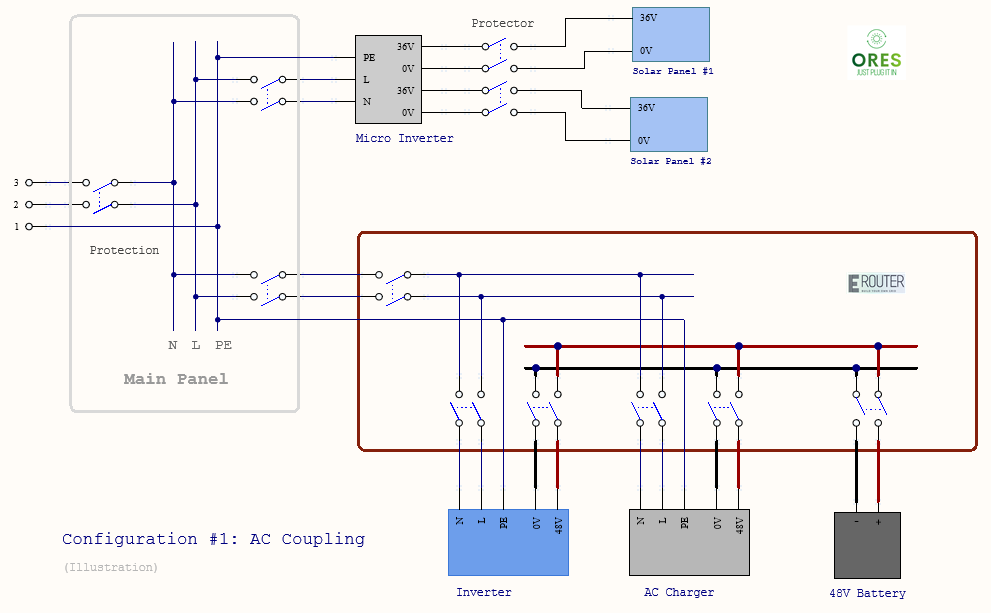 Protector
36V
0V
Solar Panel #1
ORES
JUST PLUG IT IN
PE
L
N
36V
0V
36V
0V
Micro Inverter
36V
0V
Solar Panel #2
3
2
1
Protection
N L PE
Main Panel
E ROUTER
N L PE 0V 48V
Inverter
N L PE 0V 48V
AC Charger
- +
48V Battery
Configuration #1: AC Coupling
(Illustration)